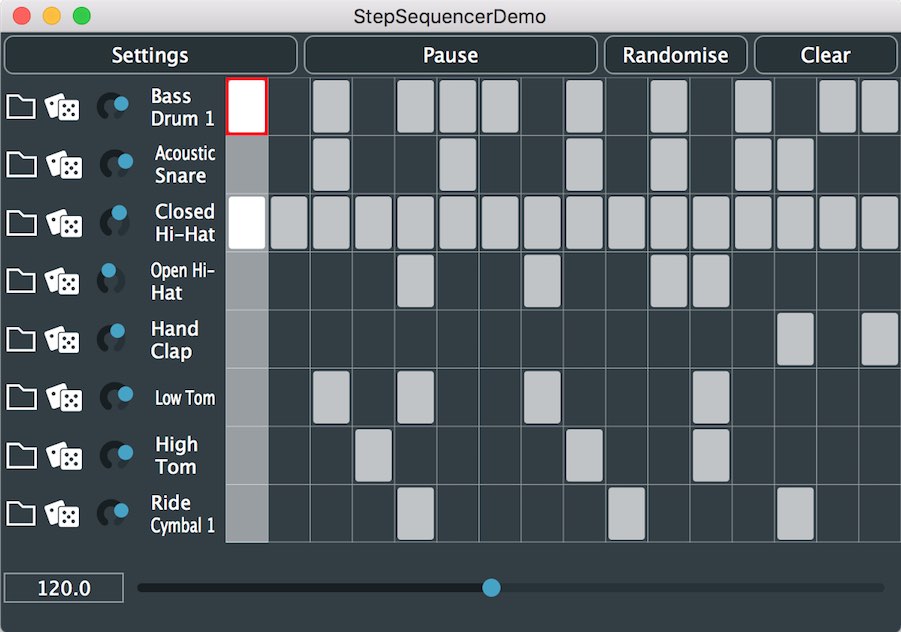 StepSequencerDemo
Settings
Pause
Randomise
Clear
Bass
Drum 1
Acoustic
Snare
Closed
Hi-Hat
Open Hi-
Hat
Hand
Clap
Low Tom
High
Tom
Ride
Cymbal 1
120.0